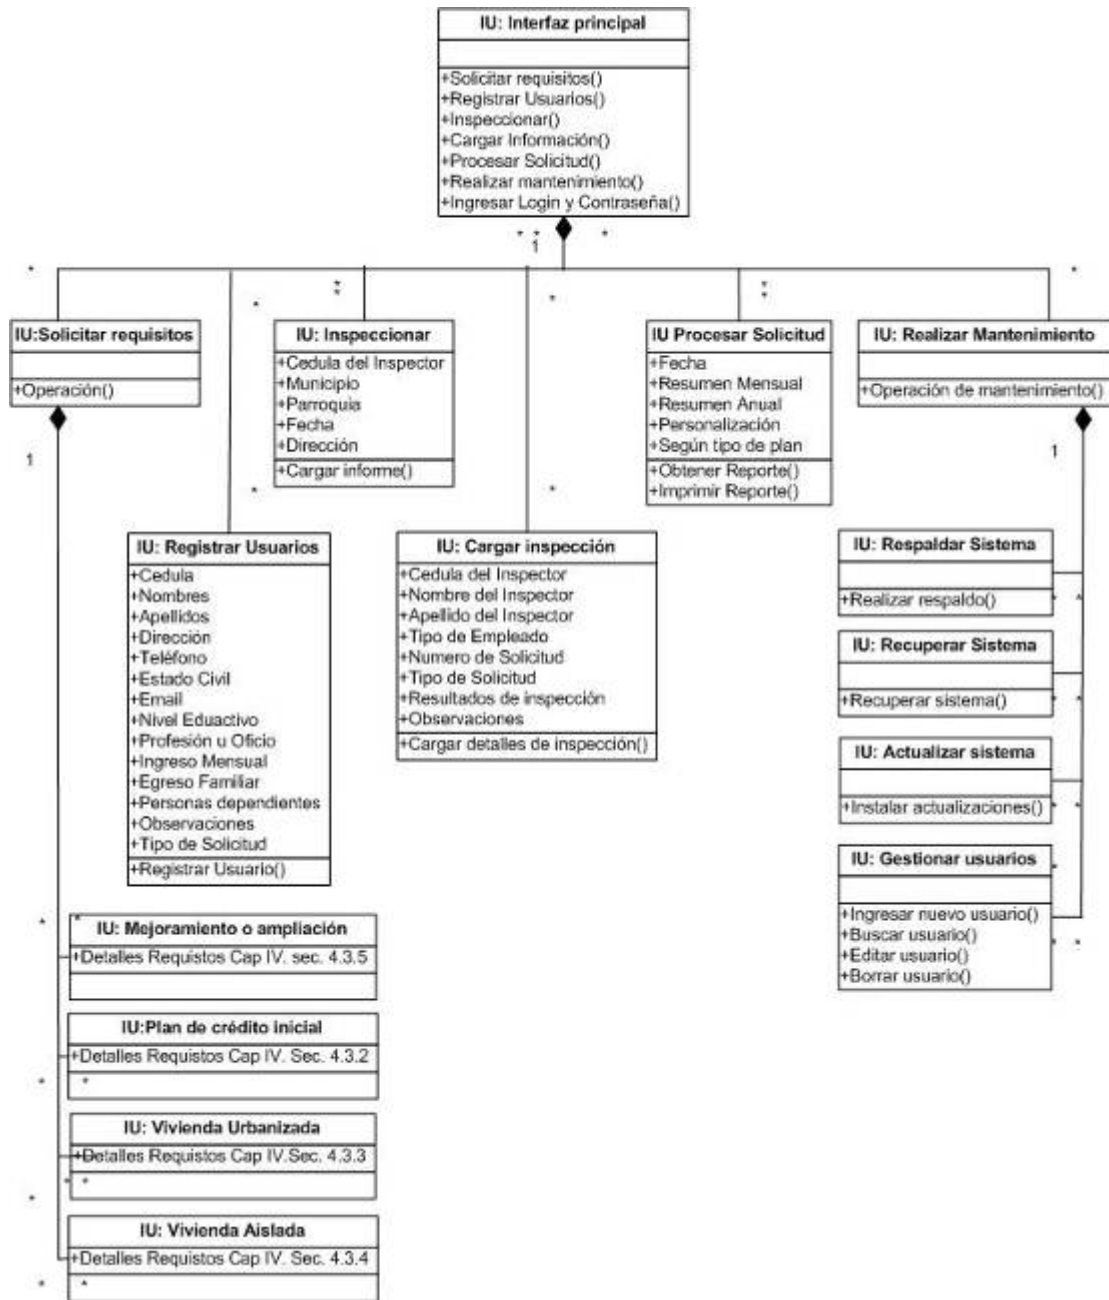 IU: Interfaz principal
+Solicitar requisitos()
+Registrar Usuarios()
+Inspeccionar()
+Cargar Información()
+Procesar Solicitud()
+Realizar mantenimiento()
+Ingresar Login y Contraseña()
* * *
1
* * *
* *
* * *
IU:Solicitar requisitos
+Operación()
1
IU: Inspeccionar
+Cedula del Inspector
+Municipio
+Parroquia
+Fecha
+Dirección
+Cargar informe()
IU Procesar Solicitud
+Fecha
+Resumen Mensual
+Resumen Anual
+Personalización
+Según tipo de plan
+Obtener Reporte()
+Imprimir Reporte()
IU: Realizar Mantenimiento
+Operación de mantenimiento()
1
* *
IU: Registrar Usuarios
+Cedula
+Nombres
+Apellidos
+Dirección
+Teléfono
+Estado Civil
+Email
+Nivel Eduactivo
+Profesión u Oficio
+Ingreso Mensual
+Egreso Familiar
+Personas dependientes
+Observaciones
+Tipo de Solicitud
+Registrar Usuario()
IU: Cargar inspección
+Cedula del Inspector
+Nombre del Inspector
+Apellido del Inspector
+Tipo de Empleado
+Numero de Solicitud
+Tipo de Solicitud
+Resultados de inspección
+Observaciones
+Cargar detalles de inspección()
IU: Respaldar Sistema
+Realizar respaldo()
* *
IU: Recuperar Sistema
+Recuperar sistema()
* *
IU: Actualizar sistema
+Instalar actualizaciones()
* *
IU: Gestionar usuarios
*
+Ingresar nuevo usuario()
+Buscar usuario()
+Editar usuario()
+Borrar usuario()
* *
* *
IU: Mejoramiento o ampliación
+Detalles Requistos Cap IV. sec. 4.3.5
IU:Plan de crédito inicial
+Detalles Requistos Cap IV. Sec. 4.3.2
* *
IU: Vivienda Urbanizada
+Detalles Requistos Cap IV.Sec. 4.3.3
* *
*
IU: Vivienda Aislada
+Detalles Requistos Cap IV. Sec. 4.3.4
* *